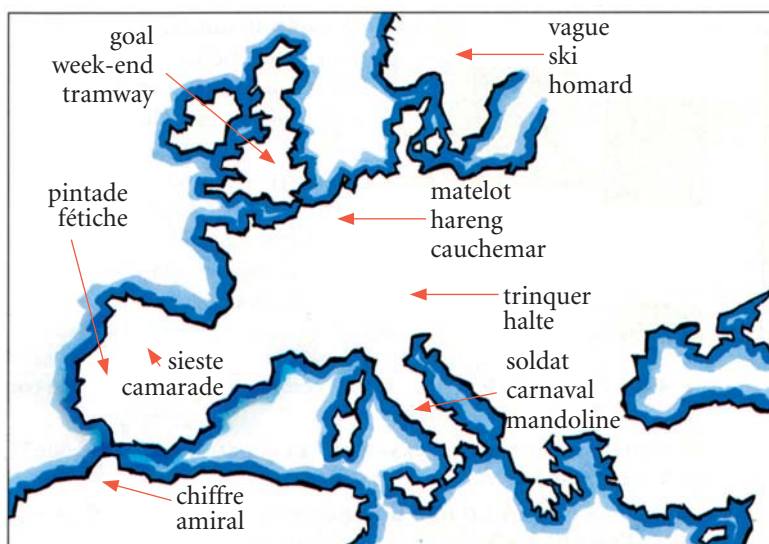 goal
week-end
tramway
vague
ski
homard
pintade
fétiche
matelot
hareng
cauchemar
trinquer
halte
sieste
camarade
soldat
carnaval
mandoline
chiffre
amiral